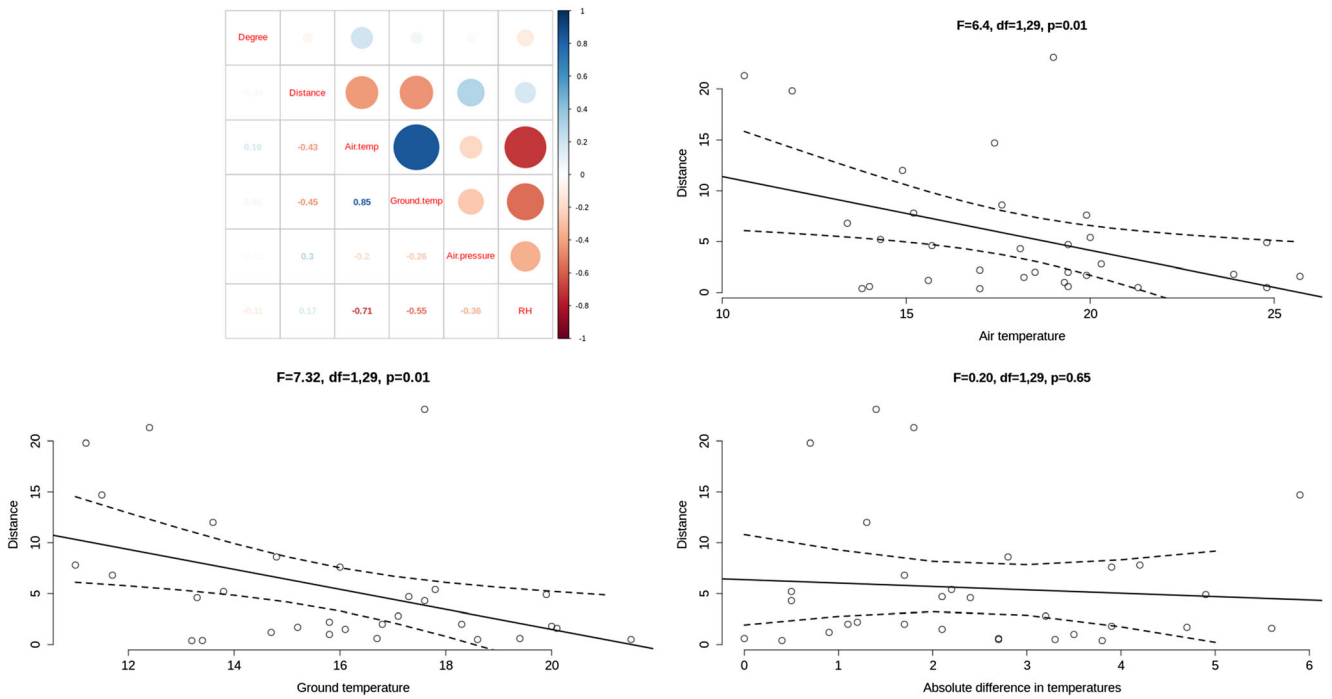 Degree
Distance
0.19
-0.43
Air.temp
-0.45
0.85
Ground.temp
0.3
-0.2
-0.26
Air.pressure
-0.11
0.17
-0.71
-0.55
-0.36
RH
1
0.8
0.6
0.4
0.2
0
-0.2
-0.4
-0.6
-0.8
-1
F=6.4, df=1,29, p=0.01
Distance
20
15
10
5
0
10 15 20 25
Air temperature
F=7.32, df=1,29, p=0.01
Distance
20
15
10
5
0
12 14 16 18 20
Ground temperature
F=0.20, df=1,29, p=0.65
Distance
20
15
10
5
0
0 1 2 3 4 5 6
Absolute difference in temperatures